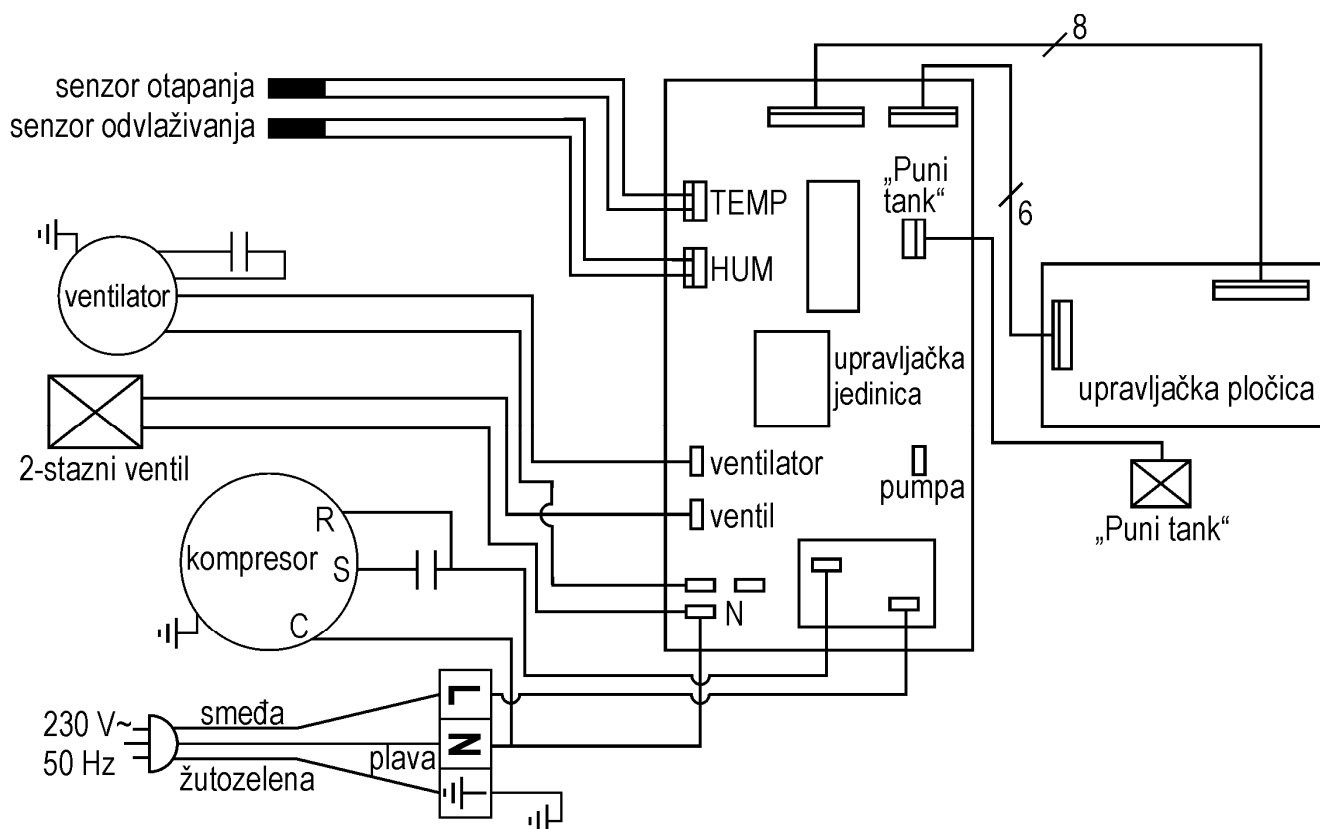 8
senzor otapanja
senzor odvlaživanja
TEMP
„Puni
tank“
6
HUM
ventilator
upravljačka
jedinica
upravljačka pločica
2-stazni ventil
ventilator
pumpa
ventil
„Puni tank“
R
kompresor
S
C
N
L
smeđa
230 V~
N
plava
50 Hz
žutozelena